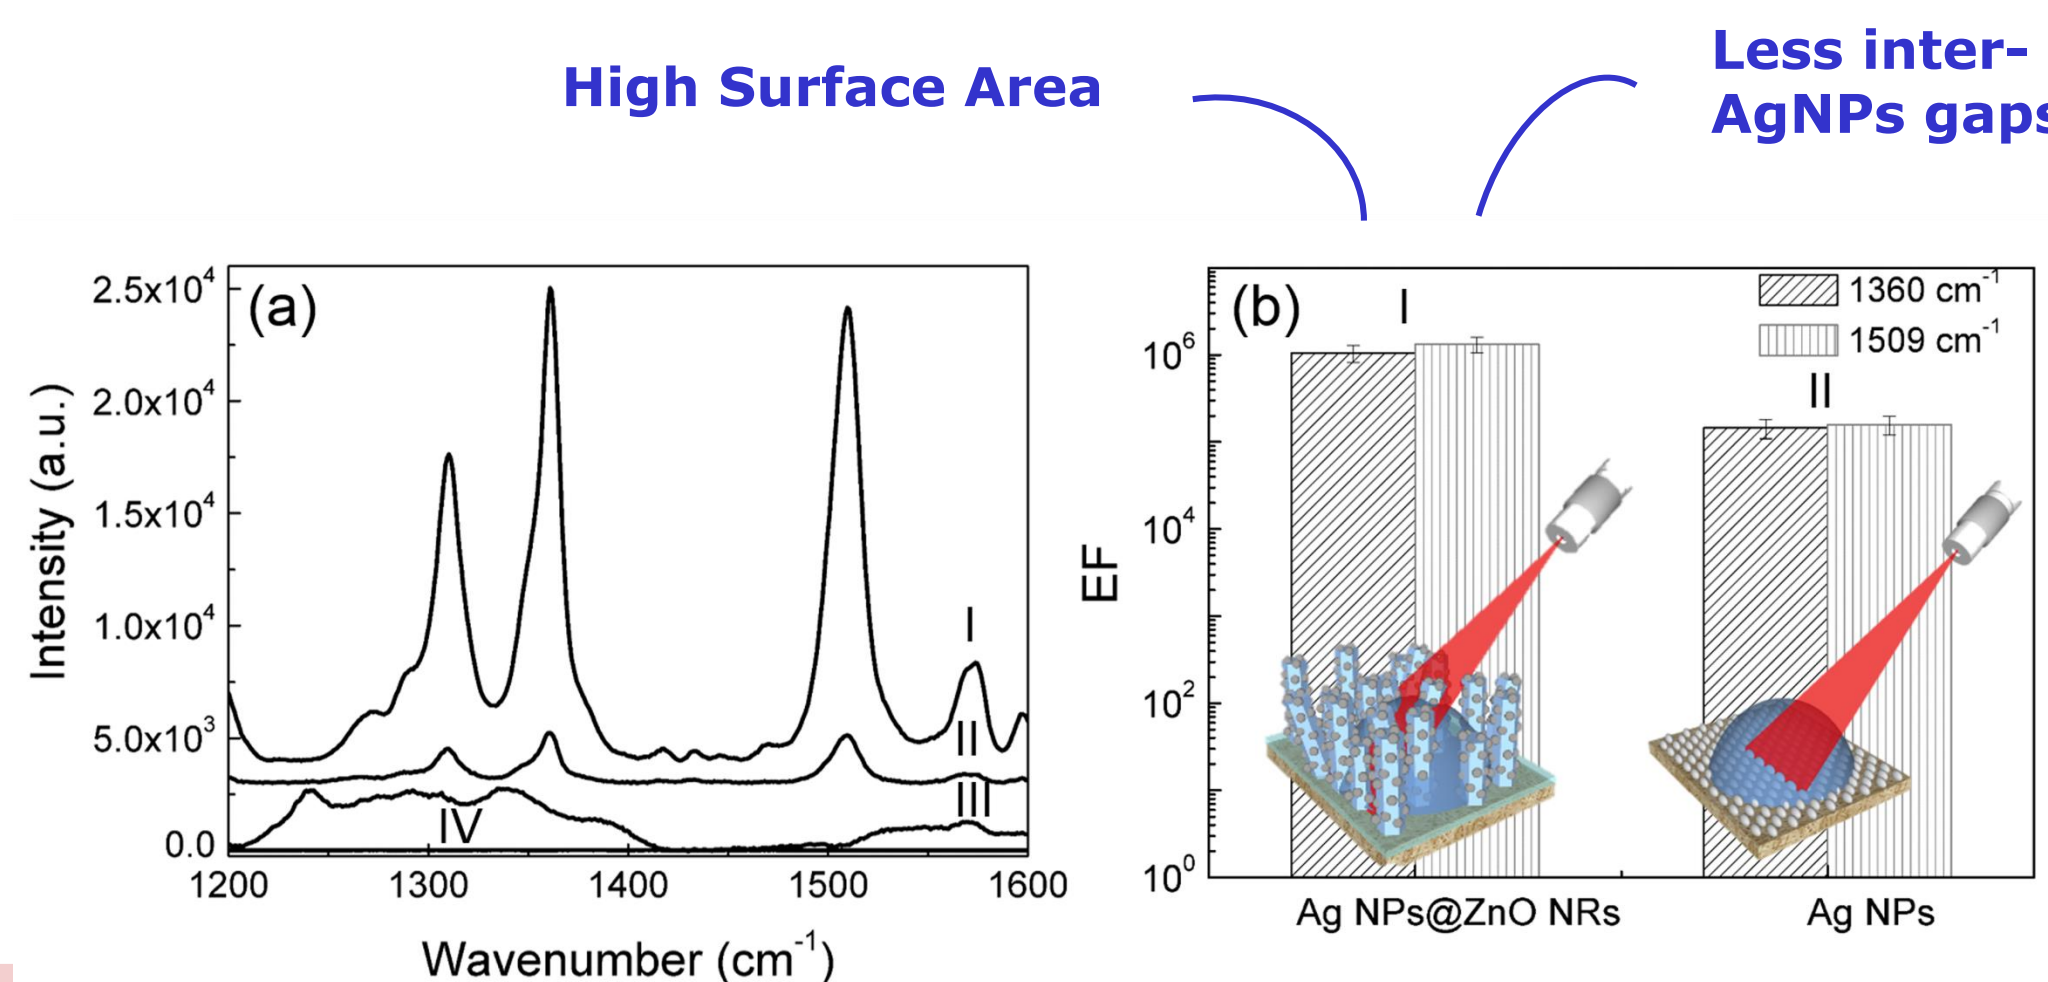 High Surface Area
Less inter-
AgNPs gaps
(a)
2.5x10⁴
2.0x10⁴
1.5x10⁴
1.0x10⁴
5.0x10³
0.0
Intensity (a.u.)
I
II
III
IV
1200 1300 1400 1500 1600
Wavenumber (cm⁻¹)
(b)
I
1360 cm⁻¹
1509 cm⁻¹
II
10⁶
10⁴
10²
10⁰
EF
Ag NPs@ZnO NRs
Ag NPs